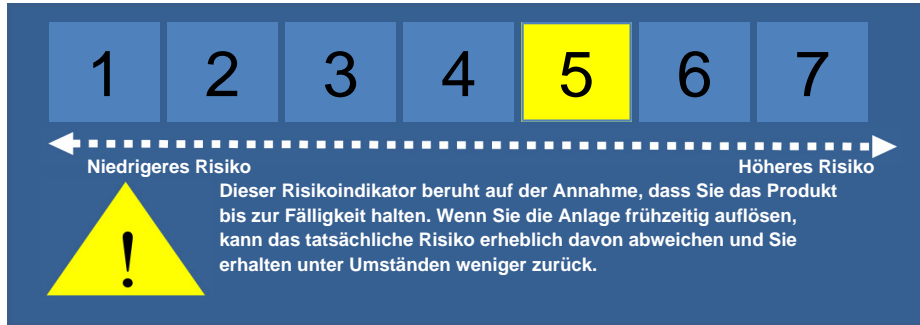 1 2 3 4 5 6 7
Niedrigeres Risiko Höheres Risiko
Dieser Risikoindikator beruht auf der Annahme, dass Sie das Produkt
bis zur Fälligkeit halten. Wenn Sie die Anlage frühzeitig auflösen,
kann das tatsächliche Risiko erheblich davon abweichen und Sie
erhalten unter Umständen weniger zurück.
!